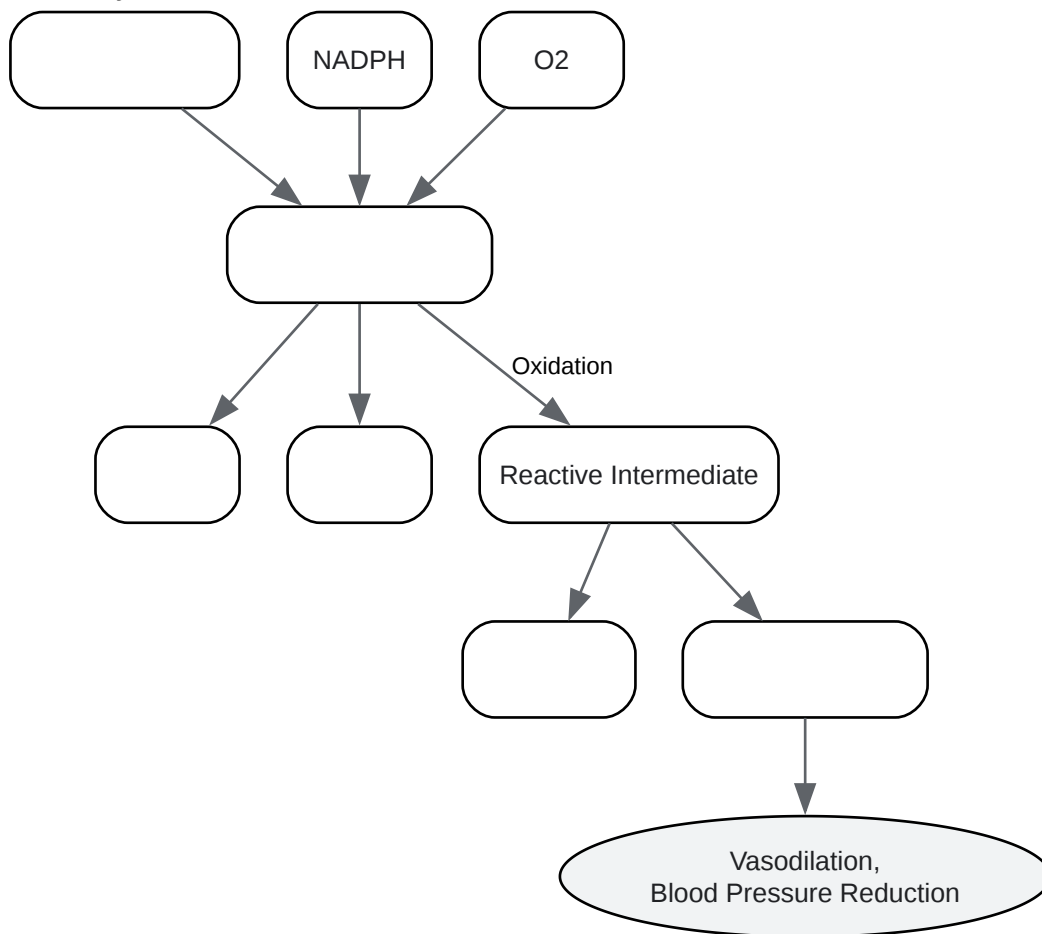 NADPH
O2
Oxidation
Reactive Intermediate
Vasodilation,
Blood Pressure Reduction